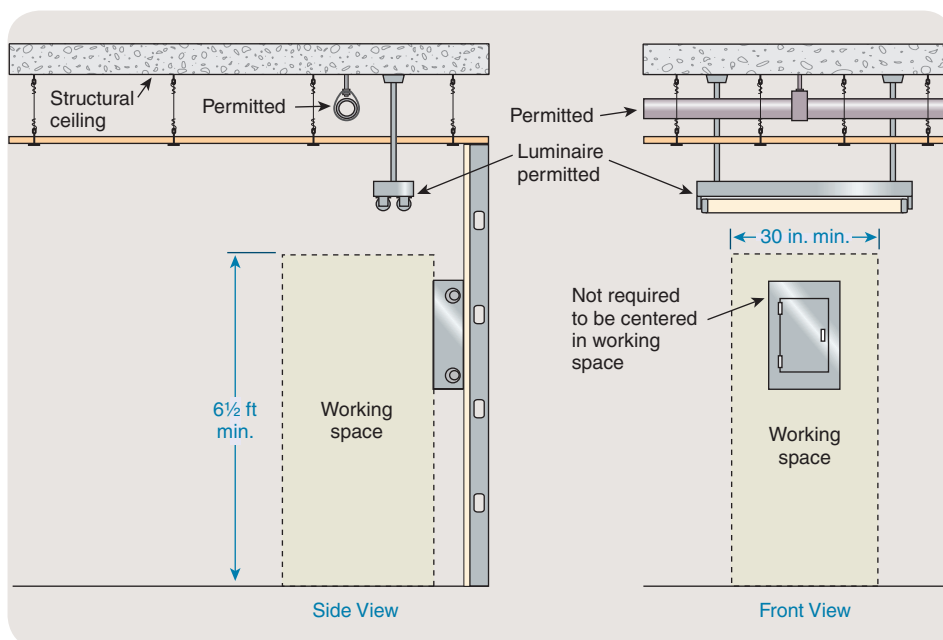 Structural
ceiling
Permitted
Permitted
Luminaire
permitted
30 in. min.
Not required
to be centered
in working
space
6½ ft
min.
Working
space
Working
space
Side View
Front View